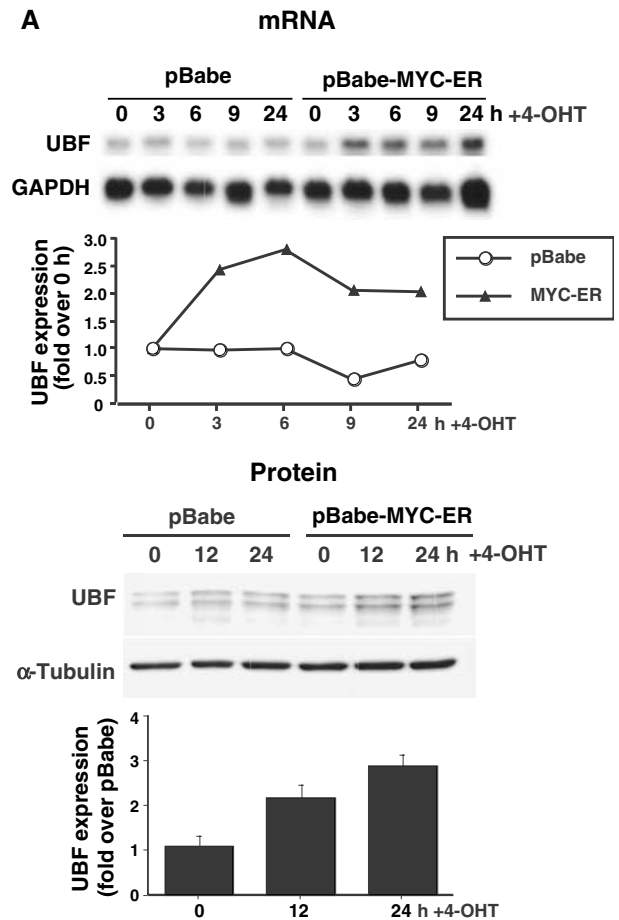 A mRNA
pBabe pBabe-MYC-ER
0 3 6 9 24 0 3 6 9 24 h +4-OHT
UBF
GAPDH
UBF expression
(fold over 0 h)
3.0
2.5
2.0
1.5
1.0
0.5
0
0 3 6 9 24 h +4-OHT
pBabe
MYC-ER
Protein
pBabe pBabe-MYC-ER
0 12 24 0 12 24 h +4-OHT
UBF
α-Tubulin
UBF expression
(fold over pBabe)
4
3
2
1
0
0 12 24 h +4-OHT